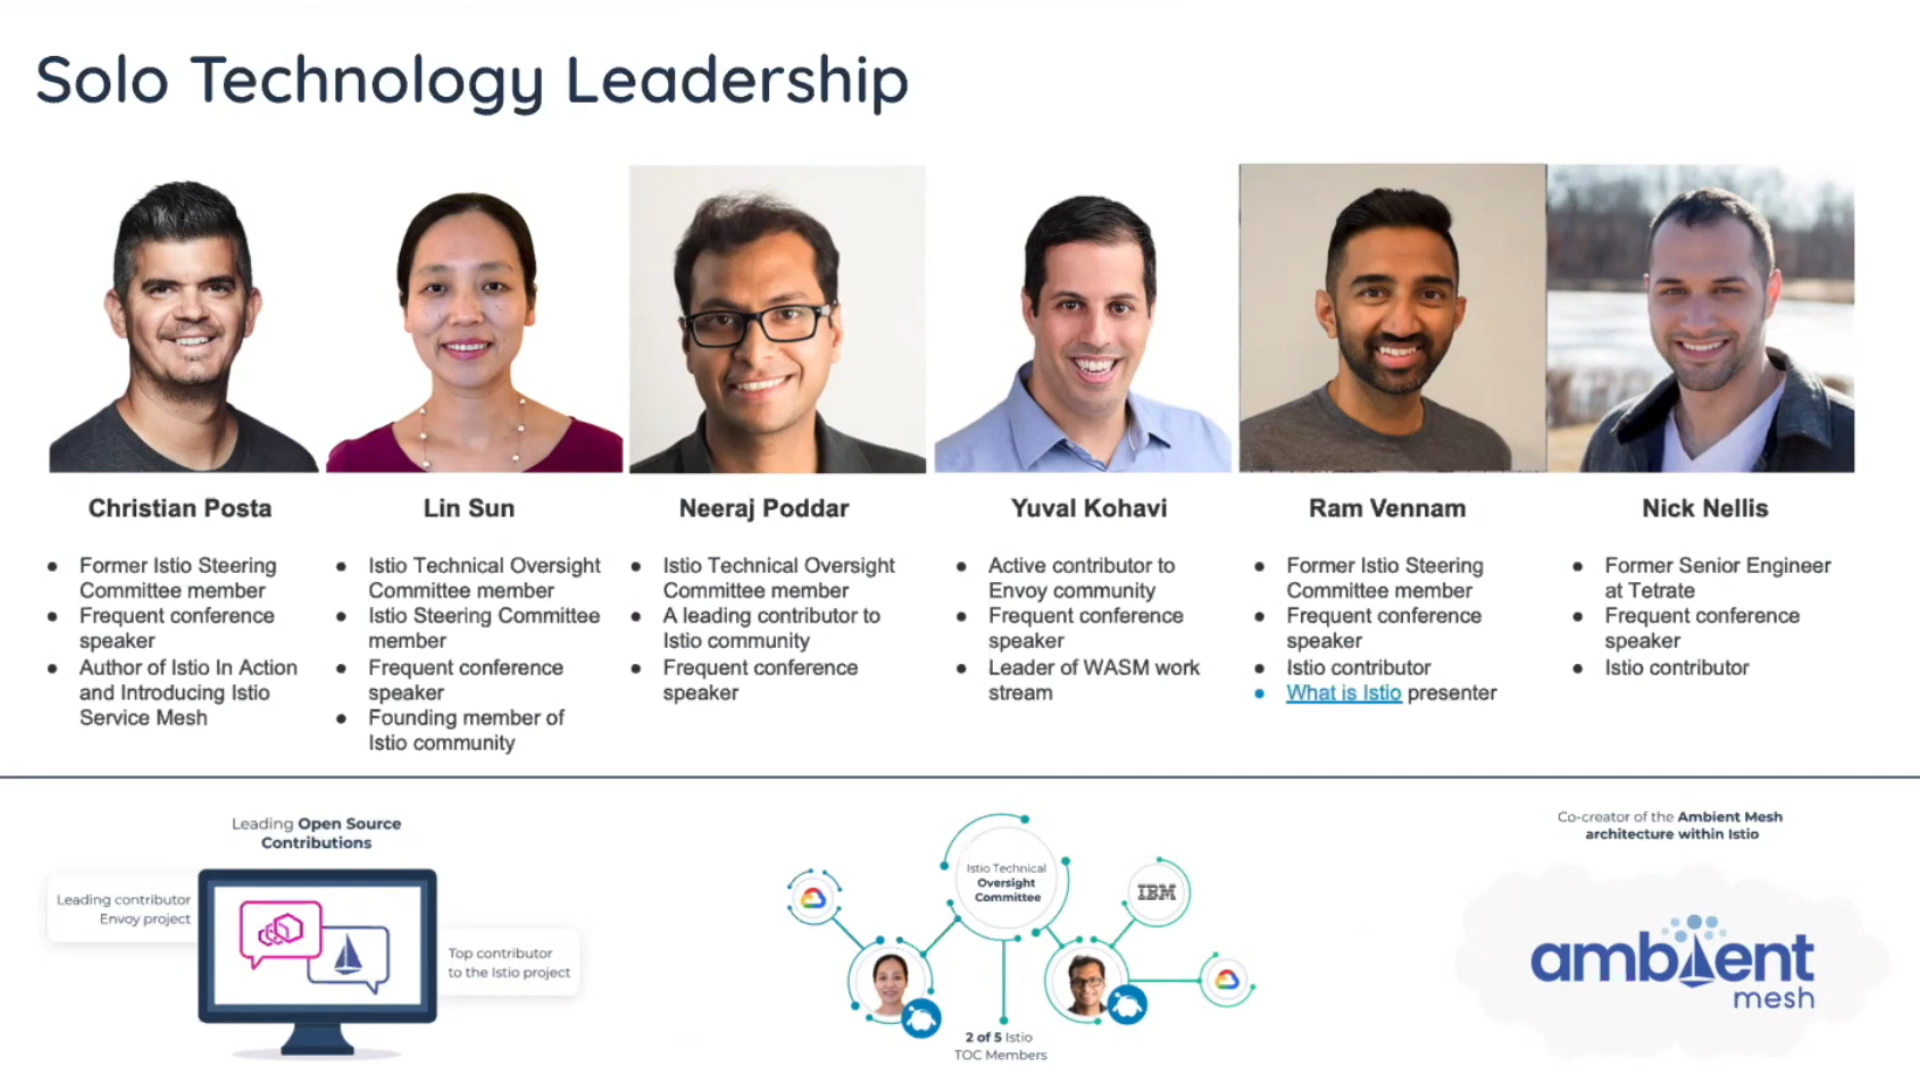 Solo Technology Leadership
Christian Posta
Former Istio Steering
Committee member
Frequent conference
speaker
Author of Istio In Action
and Introducing Istio
Service Mesh
Lin Sun
Istio Technical Oversight
Committee member
Istio Steering Committee
member
Frequent conference
speaker
Founding member of
Istio community
Neeraj Poddar
Istio Technical Oversight
Committee member
A leading contributor to
Istio community
Frequent conference
speaker
Yuval Kohavi
Active contributor to
Envoy community
Frequent conference
speaker
Leader of WASM work
stream
Ram Vennam
Former Istio Steering
Committee member
Frequent conference
speaker
Istio contributor
What is Istio presenter
Nick Nellis
Former Senior Engineer
at Tetrate
Frequent conference
speaker
Istio contributor
Leading Open Source
Contributions
Leading contributor
Envoy project
Top contributor
to the Istio project
Istio Technical
Oversight
Committee
IBM
2 of 5 Istio
TOC Members
Co-creator of the Ambient Mesh
architecture within Istio
ambient
mesh